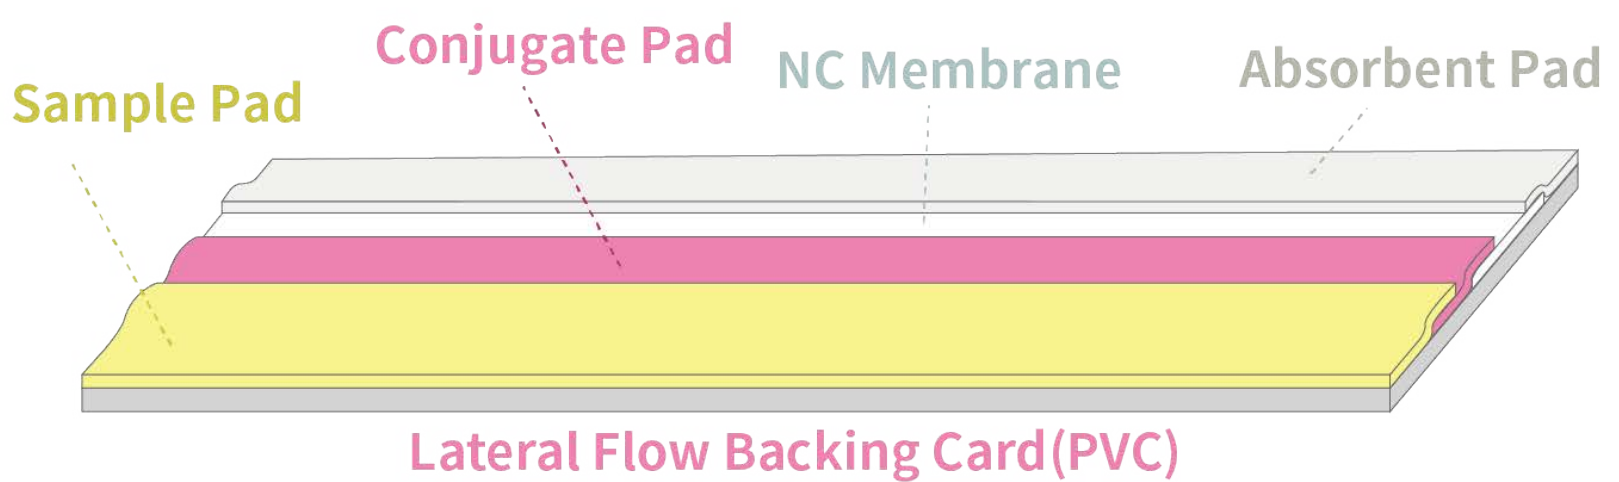 Conjugate Pad
NC Membrane
Absorbent Pad
Sample Pad
Lateral Flow Backing Card(PVC)